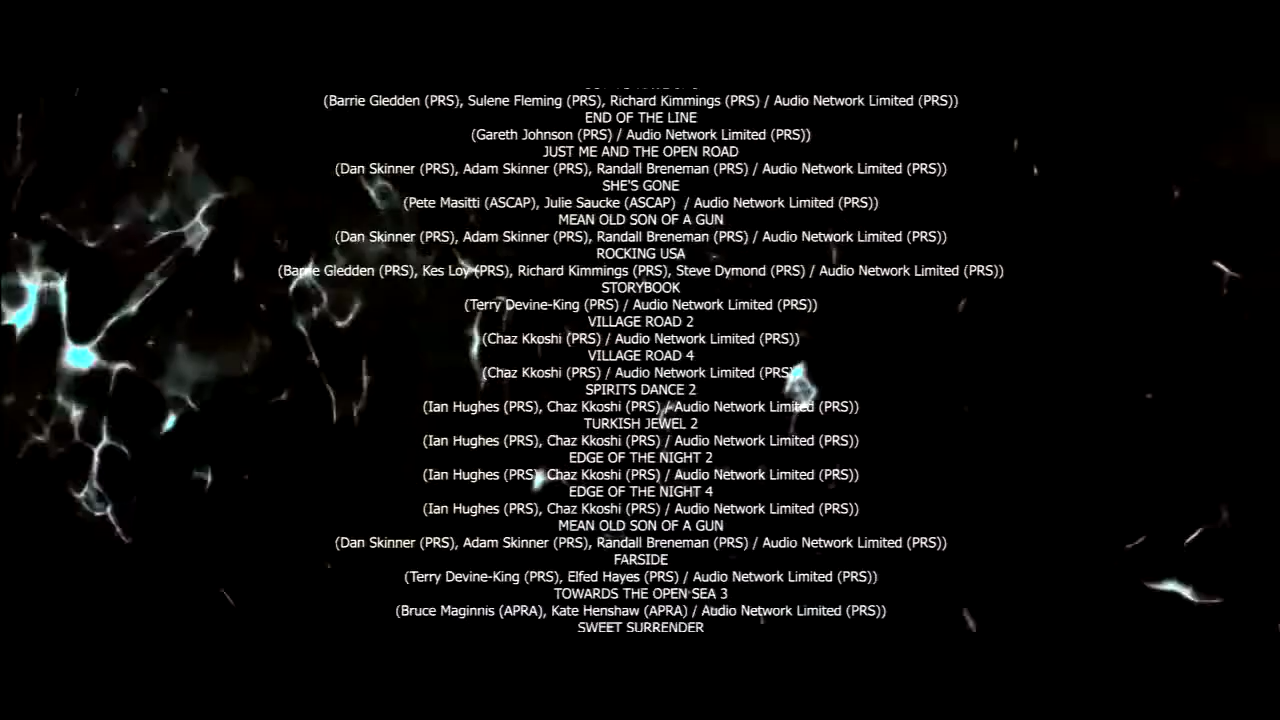 (Barrie Gledden (PRS), Sulene Fleming (PRS), Richard Kimmings (PRS) / Audio Network Limited (PRS))
END OF THE LINE
(Gareth Johnson (PRS) / Audio Network Limited (PRS))
JUST ME AND THE OPEN ROAD
(Dan Skinner (PRS), Adam Skinner (PRS), Randall Breneman (PRS) / Audio Network Limited (PRS))
SHE'S GONE
(Pete Masitti (ASCAP), Julie Saucke (ASCAP)  / Audio Network Limited (PRS))
MEAN OLD SON OF A GUN
(Dan Skinner (PRS), Adam Skinner (PRS), Randall Breneman (PRS) / Audio Network Limited (PRS))
ROCKING USA
(Barrie Gledden (PRS), Kes Loy (PRS), Richard Kimmings (PRS), Steve Dymond (PRS) / Audio Network Limited (PRS))
STORYBOOK
(Terry Devine-King (PRS) / Audio Network Limited (PRS))
VILLAGE ROAD 2
(Chaz Kkoshi (PRS) / Audio Network Limited (PRS))
VILLAGE ROAD 4
(Chaz Kkoshi (PRS) / Audio Network Limited (PRS))
SPIRITS DANCE 2
(Ian Hughes (PRS), Chaz Kkoshi (PRS) / Audio Network Limited (PRS))
TURKISH JEWEL 2
(Ian Hughes (PRS), Chaz Kkoshi (PRS) / Audio Network Limited (PRS))
EDGE OF THE NIGHT 2
(Ian Hughes (PRS), Chaz Kkoshi (PRS) / Audio Network Limited (PRS))
EDGE OF THE NIGHT 4
(Ian Hughes (PRS), Chaz Kkoshi (PRS) / Audio Network Limited (PRS))
MEAN OLD SON OF A GUN
(Dan Skinner (PRS), Adam Skinner (PRS), Randall Breneman (PRS) / Audio Network Limited (PRS))
FARSIDE
(Terry Devine-King (PRS), Elfed Hayes (PRS) / Audio Network Limited (PRS))
TOWARDS THE OPEN SEA 3
(Bruce Maginnis (APRA), Kate Henshaw (APRA) / Audio Network Limited (PRS))
SWEET SURRENDER